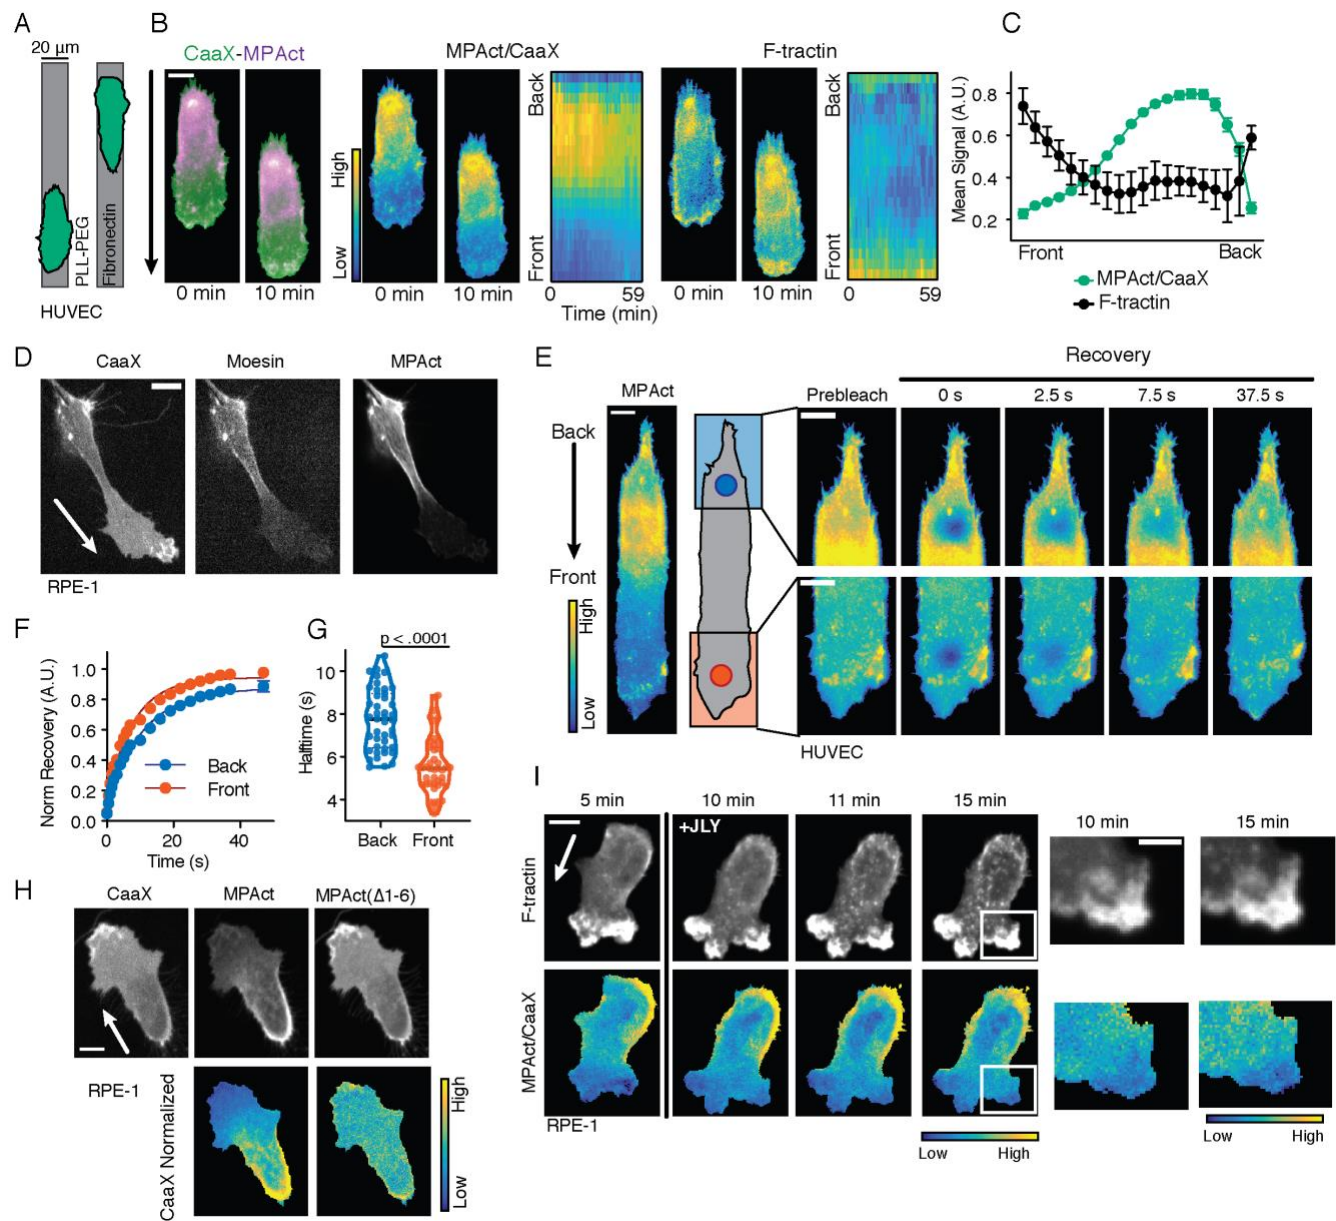 A
20 μm
PLL-PEG
Fibronectin
HUVEC
B
CaaX-MPAct
MPAct/CaaX
F-tractin
High
Low
Back
Front
Back
Front
0 min
10 min
0 min
10 min
0
59
0 min
10 min
0
59
Time (min)
C
Mean Signal (A.U.)
0.8
0.6
0.4
0.2
Front
Back
MPAct/CaaX
F-tractin
D
CaaX
Moesin
MPAct
RPE-1
E
Recovery
MPAct
Prebleach
0 s
2.5 s
7.5 s
37.5 s
Back
Front
High
Low
HUVEC
F
Norm Recovery (A.U.)
1.0
0.8
0.6
0.4
0.2
0.0
Back
Front
0
20
40
Time (s)
G
p < .0001
Halftime (s)
10
8
6
4
Back
Front
H
CaaX
MPAct
MPAct(Δ1-6)
RPE-1
CaaX Normalized
High
Low
I
5 min
10 min
11 min
15 min
10 min
15 min
+JLY
F-tractin
MPAct/CaaX
RPE-1
Low
High
Low
High